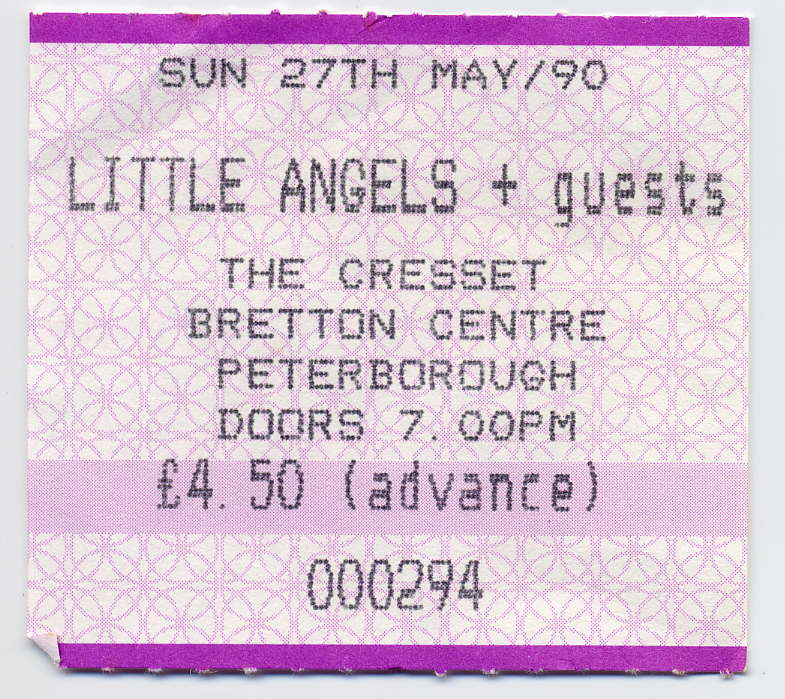 SUN 27TH MAY/90
LITTLE ANGELS + guests
THE CRESSET
BRETTON CENTRE
PETERBOROUGH
DOORS 7.00PM
£4.50 (advance)
000294